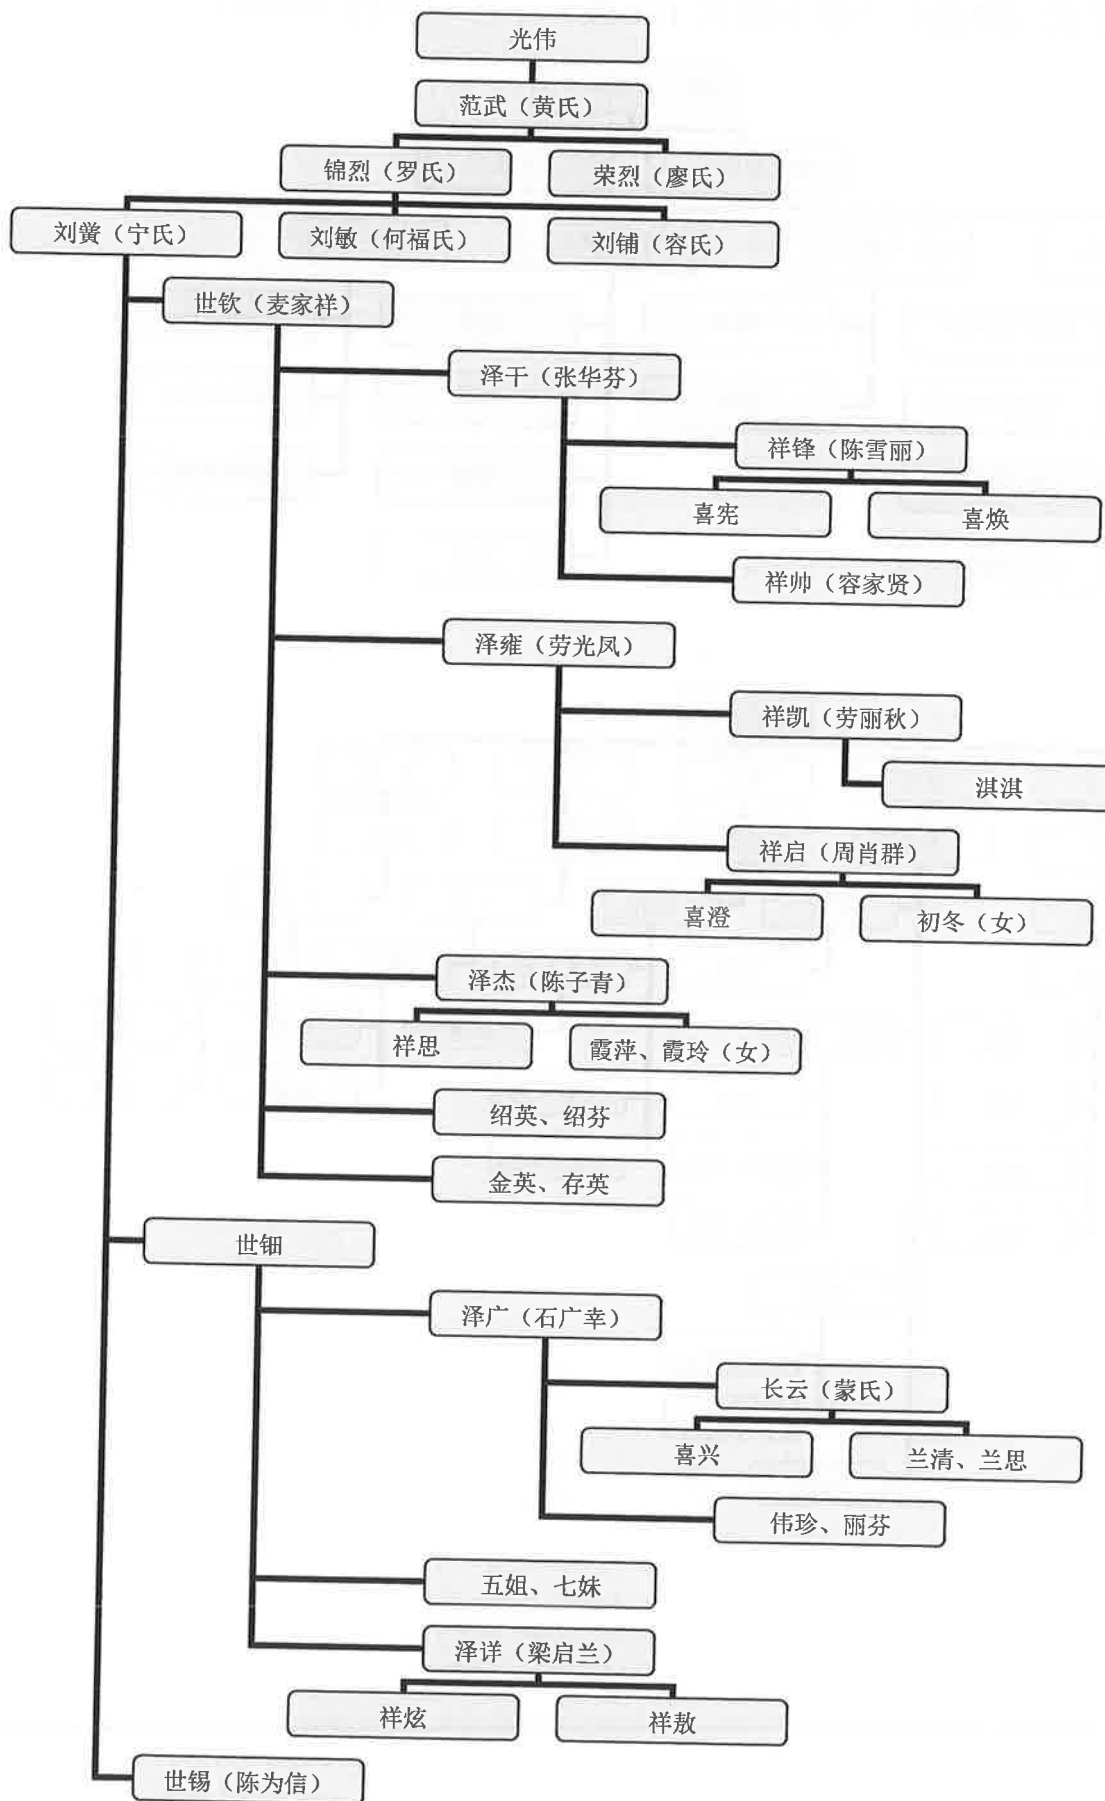 光伟
范武（黄氏）
锦烈（罗氏）
荣烈（廖氏）
刘黉（宁氏）
刘敏（何福氏）
刘铺（容氏）
世钦（麦家祥）
泽干（张华芬）
祥锋（陈雪丽）
喜宪
喜焕
祥帅（容家贤）
泽雍（劳光凤）
祥凯（劳丽秋）
淇淇
祥启（周肖群）
喜澄
初冬（女）
泽杰（陈子青）
祥思
霞萍、霞玲（女）
绍英、绍芬
金英、存英
世钿
泽广（石广幸）
长云（蒙氏）
喜兴
兰清、兰思
伟珍、丽芬
五姐、七妹
泽详（梁启兰）
祥炫
祥敖
世锡（陈为信）